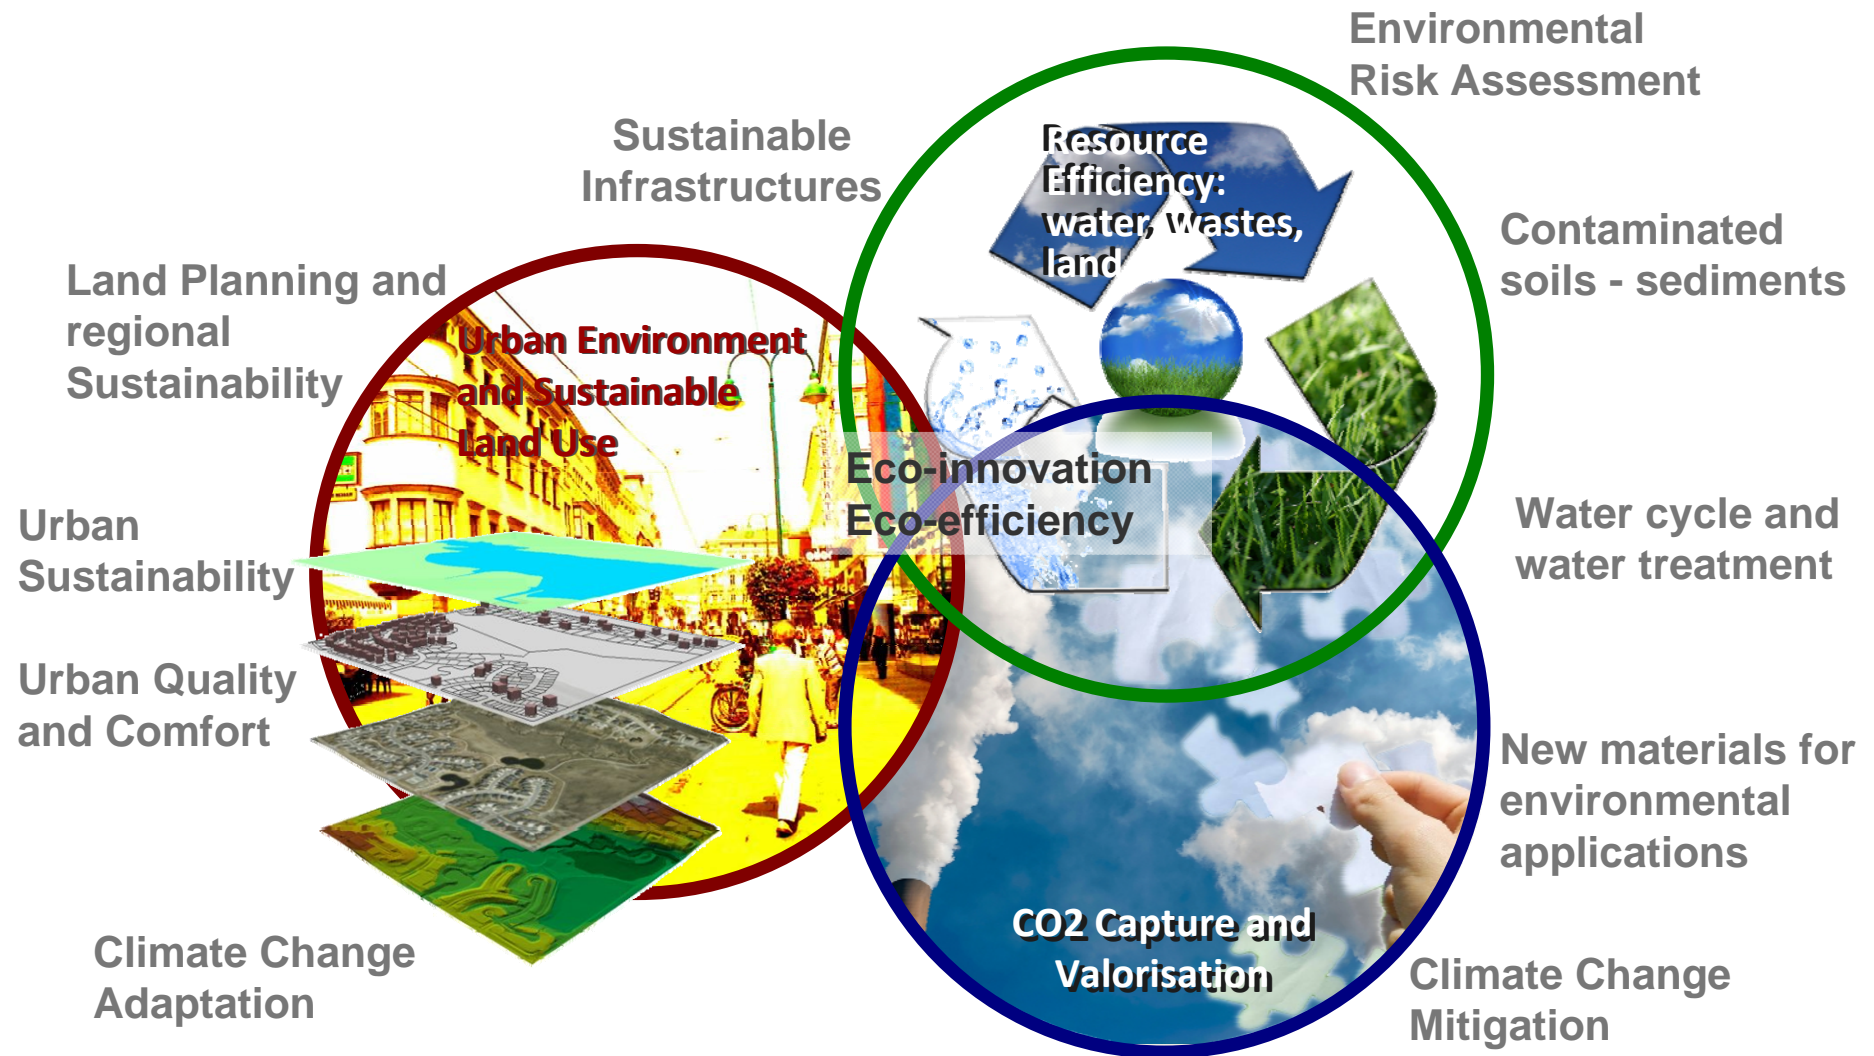 Environmental
Risk Assessment
Sustainable
Infrastructures
Resource
Efficiency:
water, wastes,
land
Contaminated
soils - sediments
Land Planning and
regional
Sustainability
Urban Environment
and Sustainable
Land Use
Eco-innovation
Eco-efficiency
Urban
Sustainability
Water cycle and
water treatment
Urban Quality
and Comfort
New materials for
environmental
applications
CO2 Capture and
Valorisation
Climate Change
Adaptation
Climate Change
Mitigation